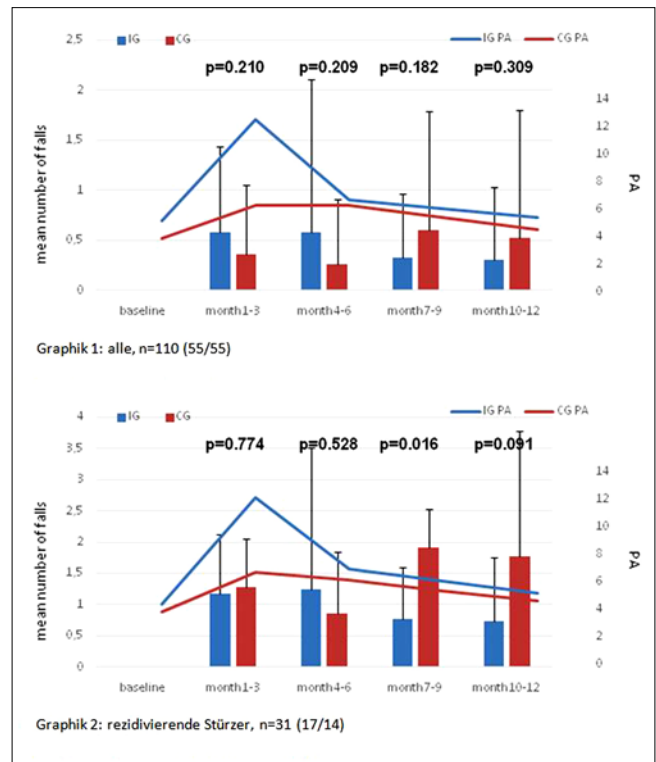 2.5
IG CG IG PA CG PA
p=0.210 p=0.209 p=0.182 p=0.309
2
1.5
1
0.5
0
mean number of falls
14
12
10
8
6
4
2
0
PA
baseline month1-3 month4-6 month7-9 month10-12
Graphik 1: alle, n=110 (55/55)
4
IG CG IG PA CG PA
p=0.774 p=0.528 p=0.016 p=0.091
3.5
3
2.5
2
1.5
1
0.5
0
mean number of falls
14
12
10
8
6
4
2
0
PA
baseline month1-3 month4-6 month7-9 month10-12
Graphik 2: rezidivierende Stürzer, n=31 (17/14)